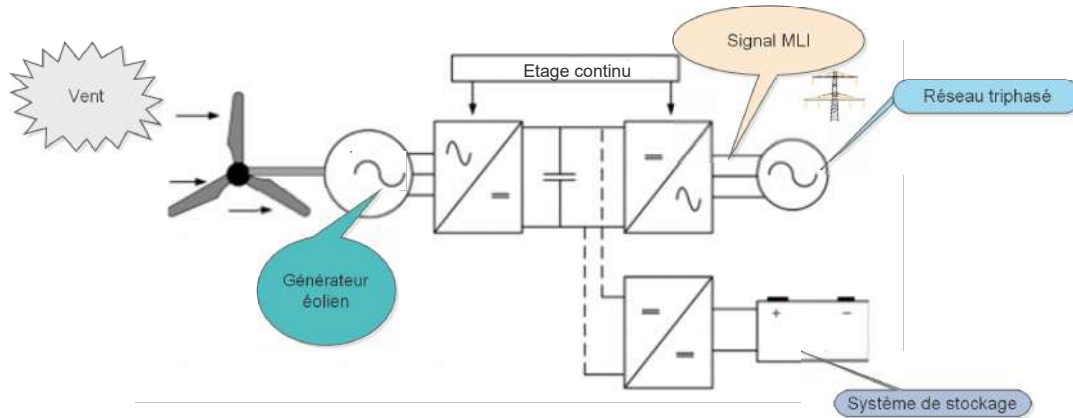 Signal MLI
Etage continu
Vent
Réseau triphasé
Générateur
éolien
+ −
Système de stockage